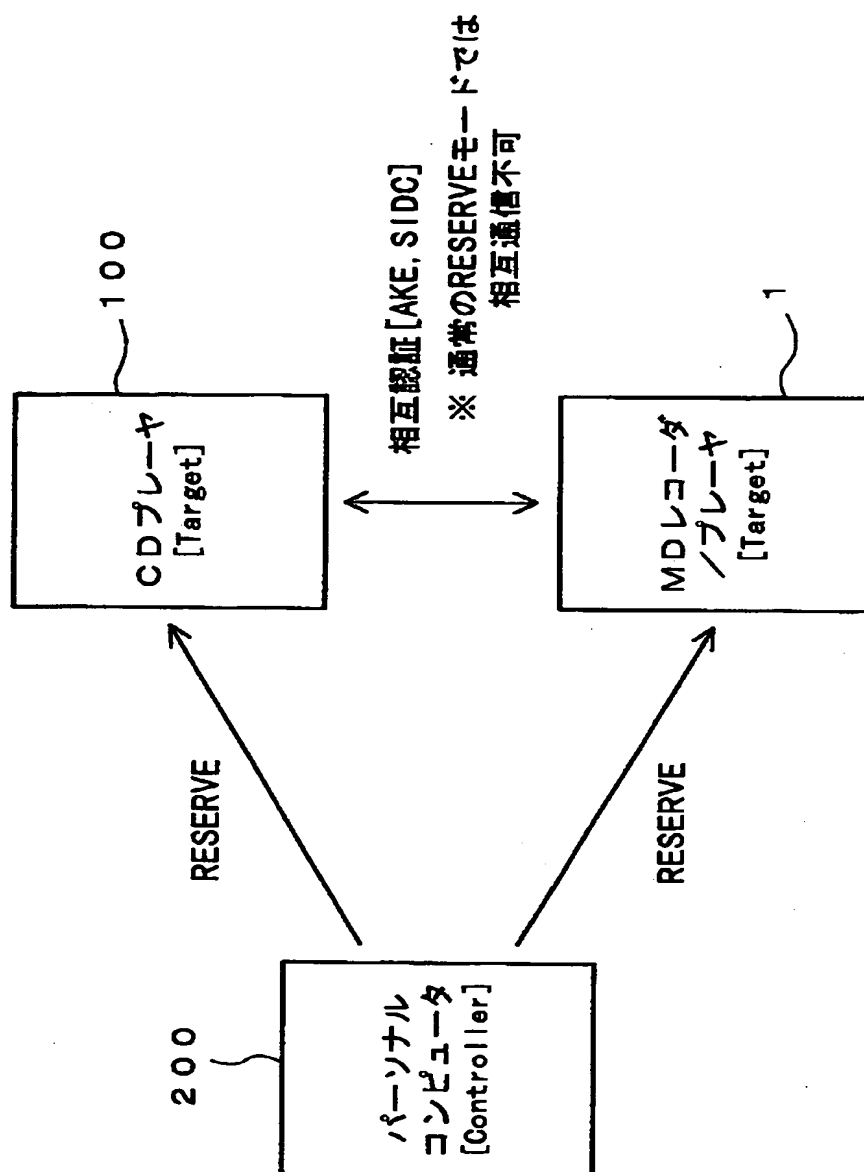 200
パーソナル
コンピュータ
[Controller]
RESERVE
RESERVE
100
CDプレーヤ
[Target]
相互認証[AKE, SIDC]
※ 通常のRESERVEモードでは
相互通信不可
1
MDレコーダ
/プレーヤ
[Target]